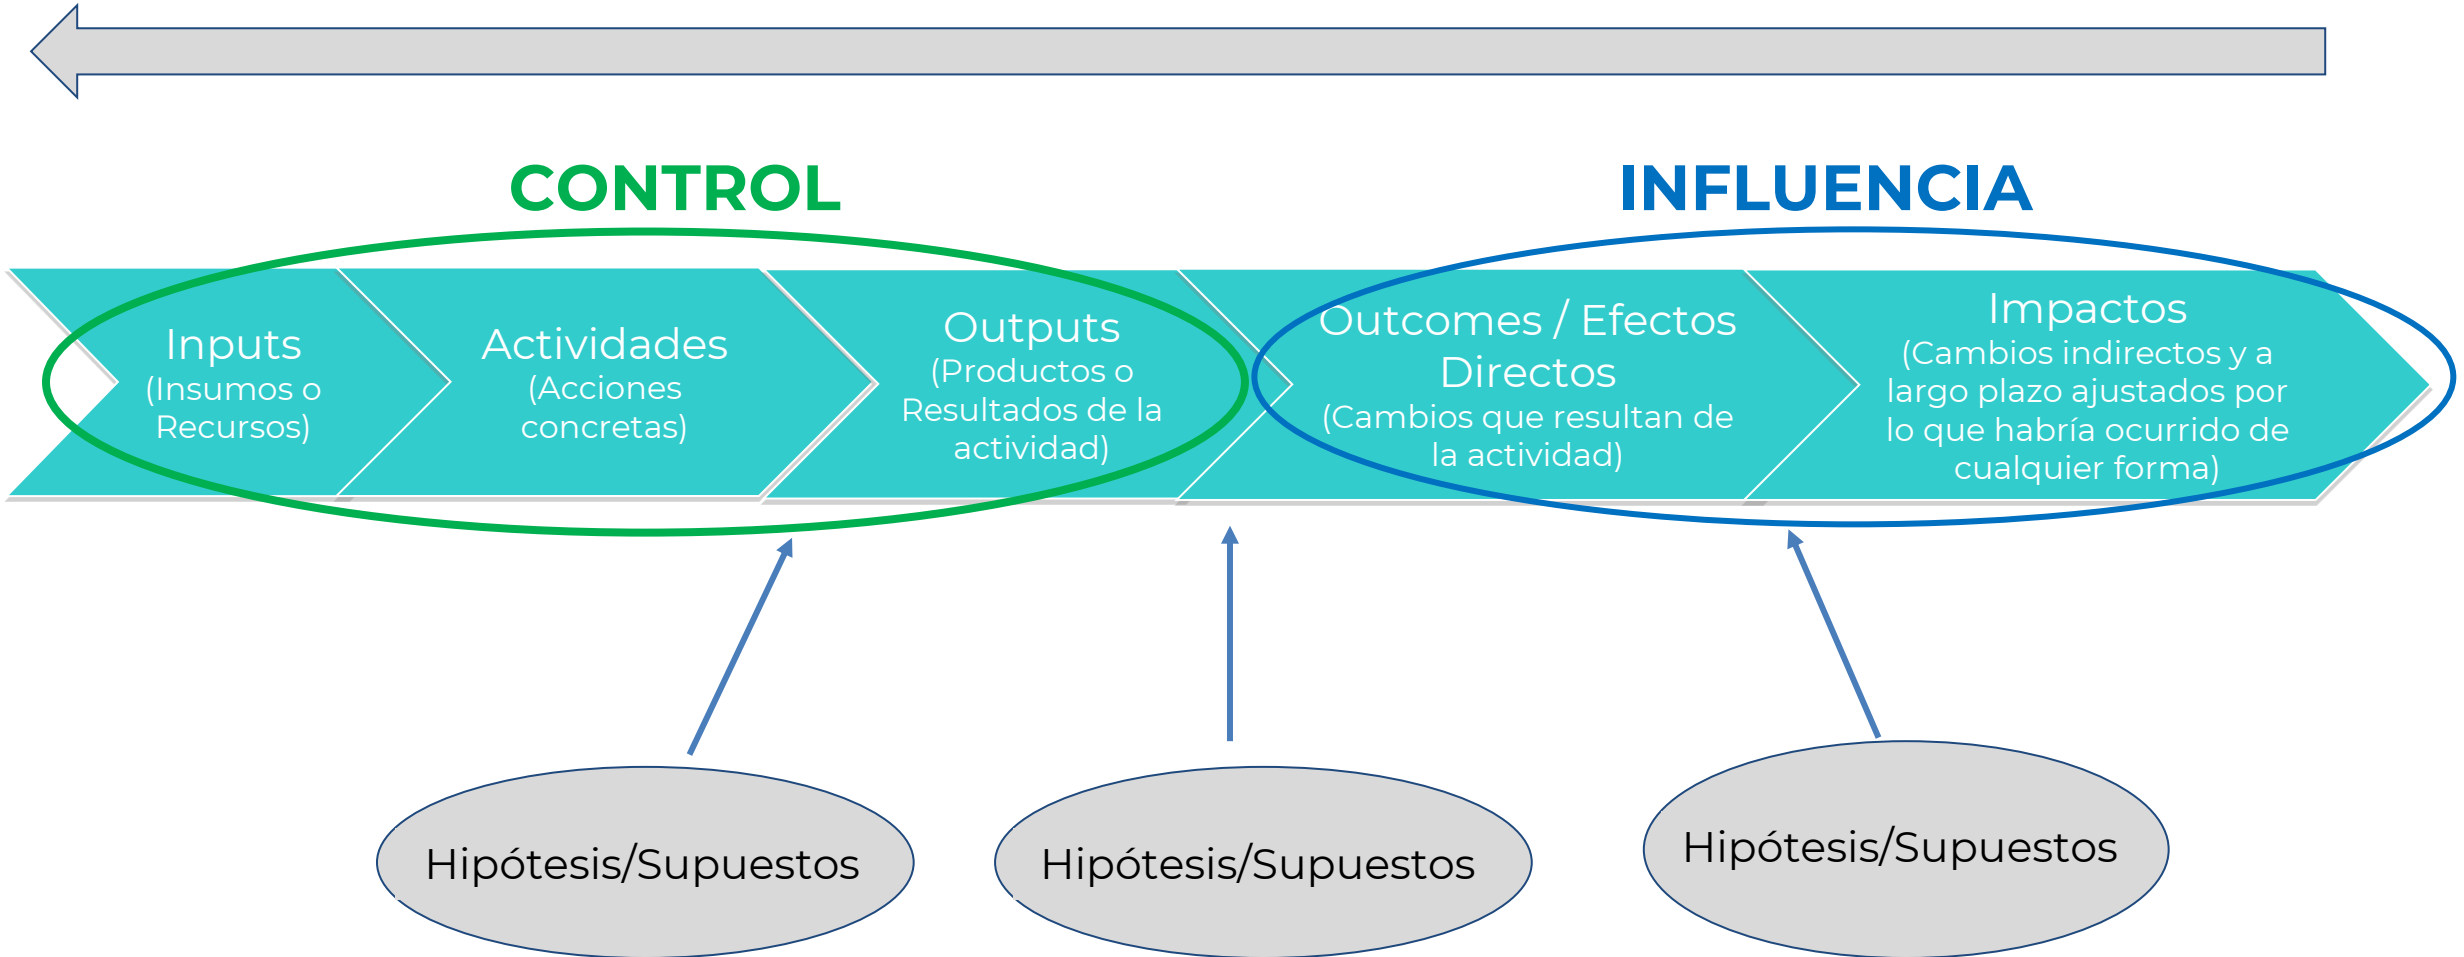 CONTROL
INFLUENCIA
Inputs
(Insumos o
Recursos)
Actividades
(Acciones
concretas)
Outputs
(Productos o
Resultados de la
actividad)
Outcomes / Efectos
Directos
(Cambios que resultan de
la actividad)
Impactos
(Cambios indirectos y a
largo plazo ajustados por
lo que habría ocurrido de
cualquier forma)
Hipótesis/Supuestos
Hipótesis/Supuestos
Hipótesis/Supuestos